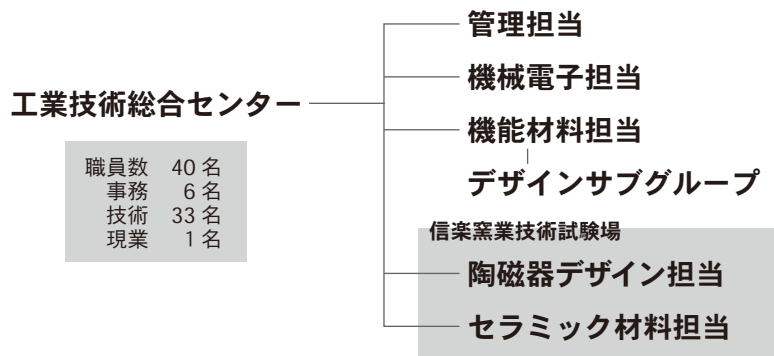 工業技術総合センター
職員数 40名
事務 6名
技術 33名
現業 1名
管理担当
機械電子担当
機能材料担当
デザインサブグループ
信楽窯業技術試験場
陶磁器デザイン担当
セラミック材料担当